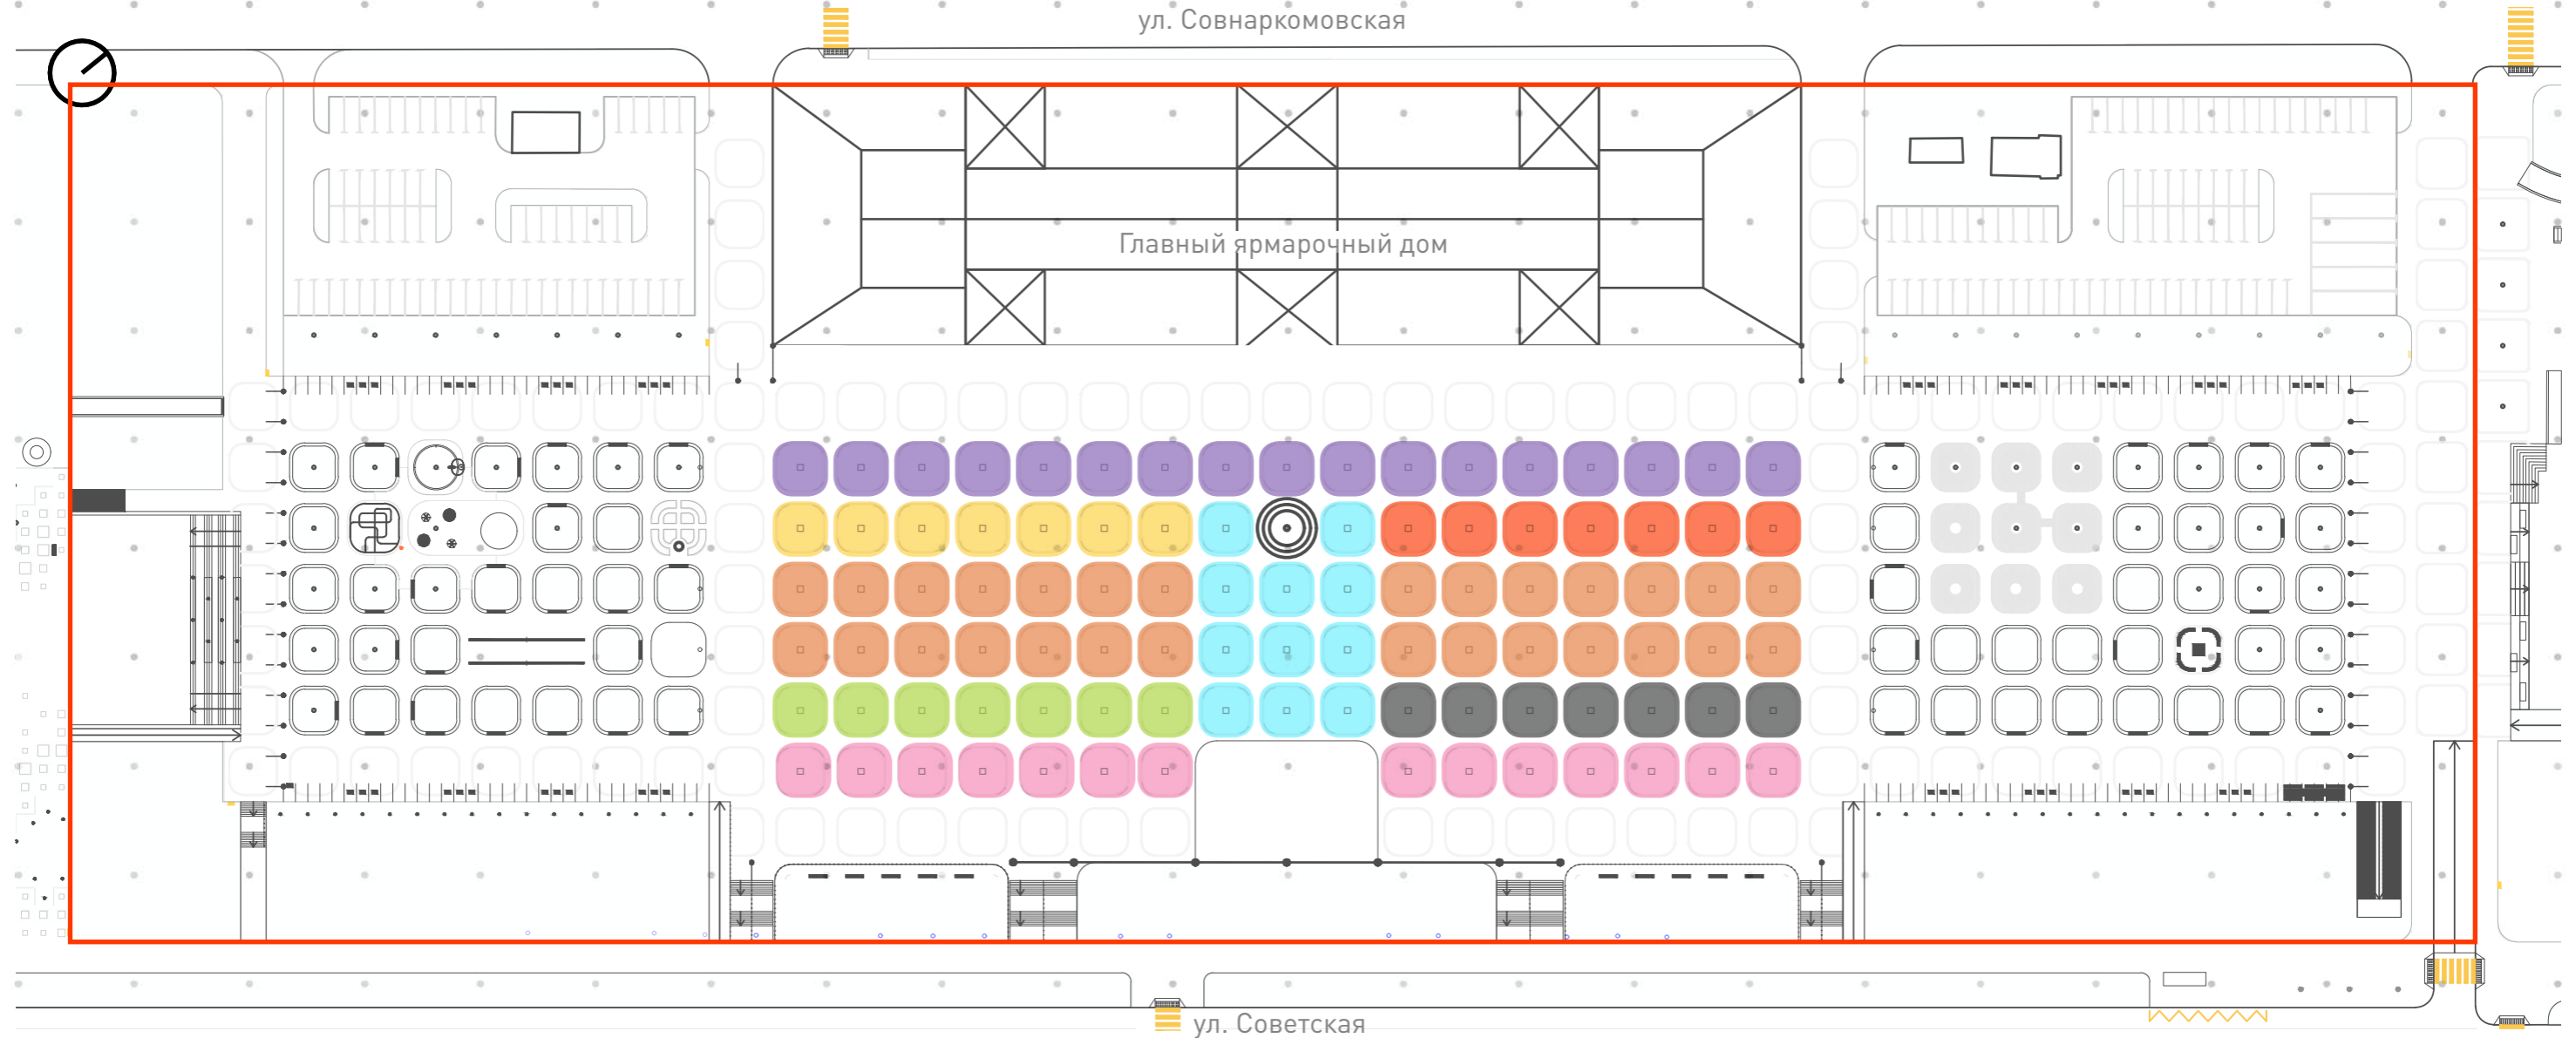 ул. Совнаркомовская
Главный ярмарочный дом
ул. Советская